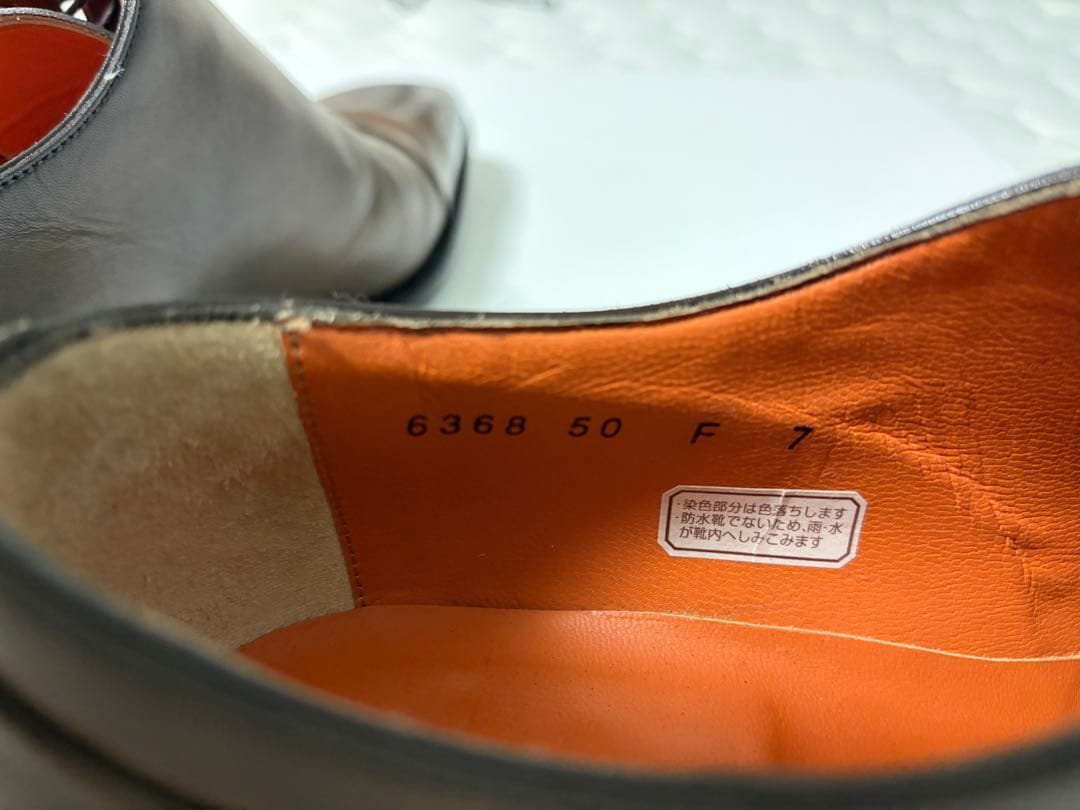 6368 50 F 7
・染色部分は色落ちします
・防水靴でないため、雨・水
が靴内へしみこみます